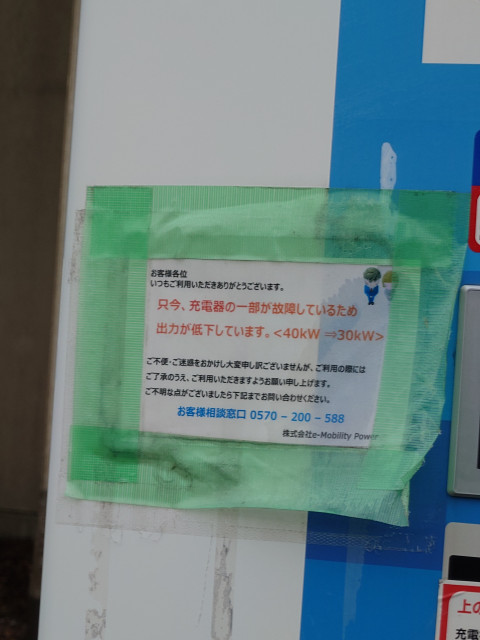 お客様各位
いつもご利用いただきありがとうございます。
只今、充電器の一部が故障しているため
出力が低下しています。<40kW ⇒30kW>
ご不便・ご迷惑をおかけし大変申し訳ございませんが、ご利用の際には
ご了承のうえ、ご利用いただきますようお願い申し上げます。
ご不明な点がございましたら下記までお問い合わせください。
お客様相談窓口 0570 – 200 – 588
株式会社e-Mobility Power
上の
充電